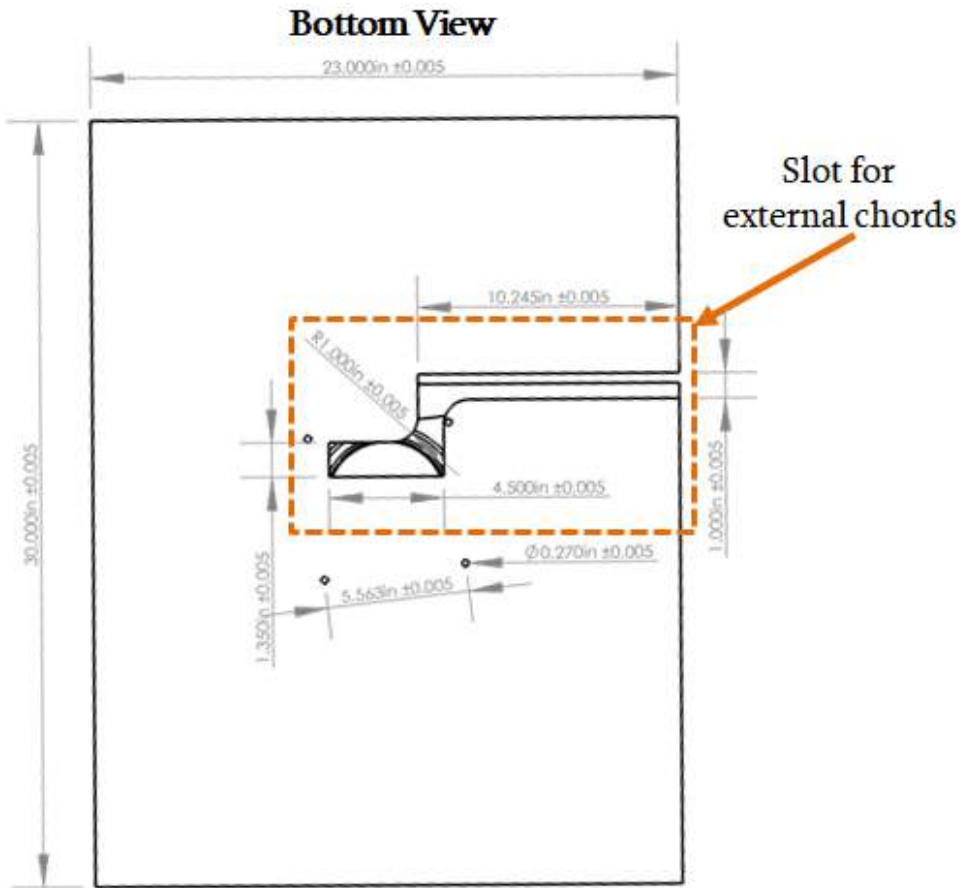 Bottom View
23.000in ±0.005
Slot for
external chords
10.245in ±0.005
R1.000in ±0.005
30.000in ±0.005
4.500in ±0.005
1.000in ±0.005
Ø0.270in ±0.005
5.563in ±0.005
1.350in ±0.005